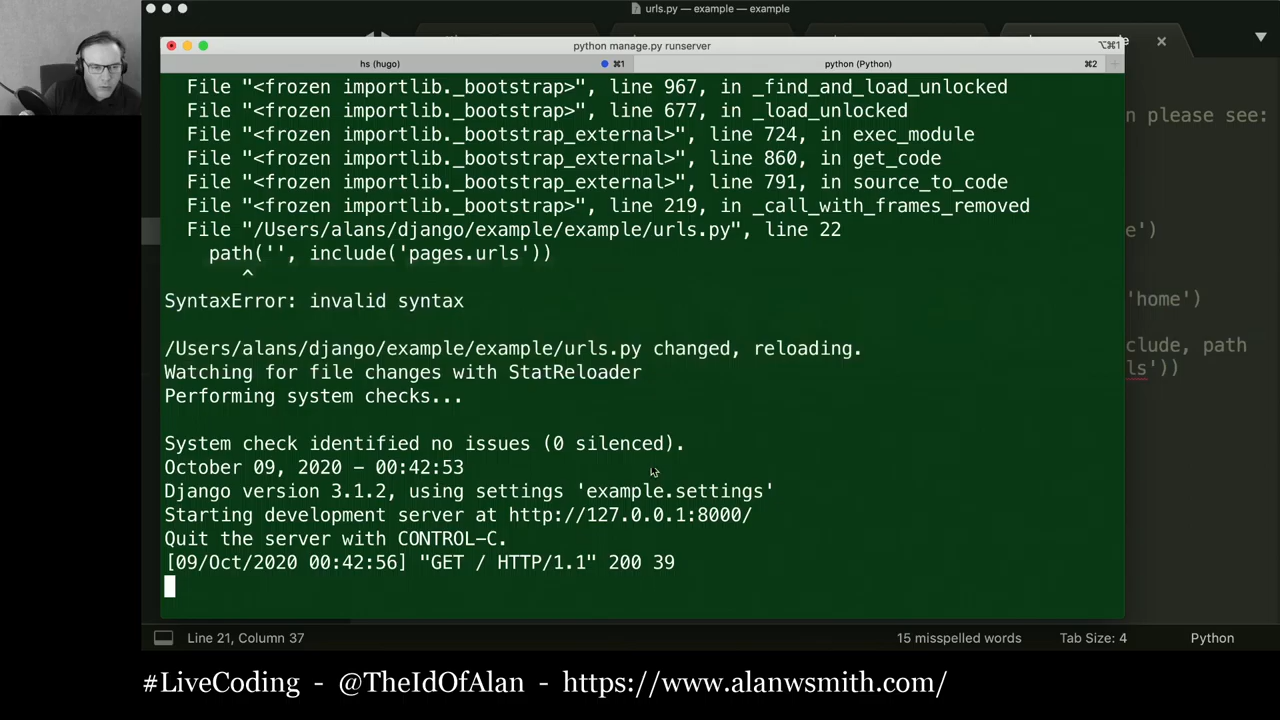 urls.py — example — example
python manage.py runserver
⌥⌘1
hs (hugo)
⌘1
python (Python)
⌘2
File "<frozen importlib._bootstrap>", line 967, in _find_and_load_unlocked
File "<frozen importlib._bootstrap>", line 677, in _load_unlocked
File "<frozen importlib._bootstrap_external>", line 724, in exec_module
File "<frozen importlib._bootstrap_external>", line 860, in get_code
File "<frozen importlib._bootstrap_external>", line 791, in source_to_code
File "<frozen importlib._bootstrap>", line 219, in _call_with_frames_removed
File "/Users/alans/django/example/example/urls.py", line 22
path('', include('pages.urls'))
^
SyntaxError: invalid syntax
/Users/alans/django/example/example/urls.py changed, reloading.
Watching for file changes with StatReloader
Performing system checks...
System check identified no issues (0 silenced).
October 09, 2020 - 00:42:53
Django version 3.1.2, using settings 'example.settings'
Starting development server at http://127.0.0.1:8000/
Quit the server with CONTROL-C.
[09/Oct/2020 00:42:56] "GET / HTTP/1.1" 200 39
n please see:
e')
'home')
clude, path
ls'))
Line 21, Column 37
15 misspelled words
Tab Size: 4
Python
#LiveCoding - @TheIdOfAlan - https://www.alanwsmith.com/